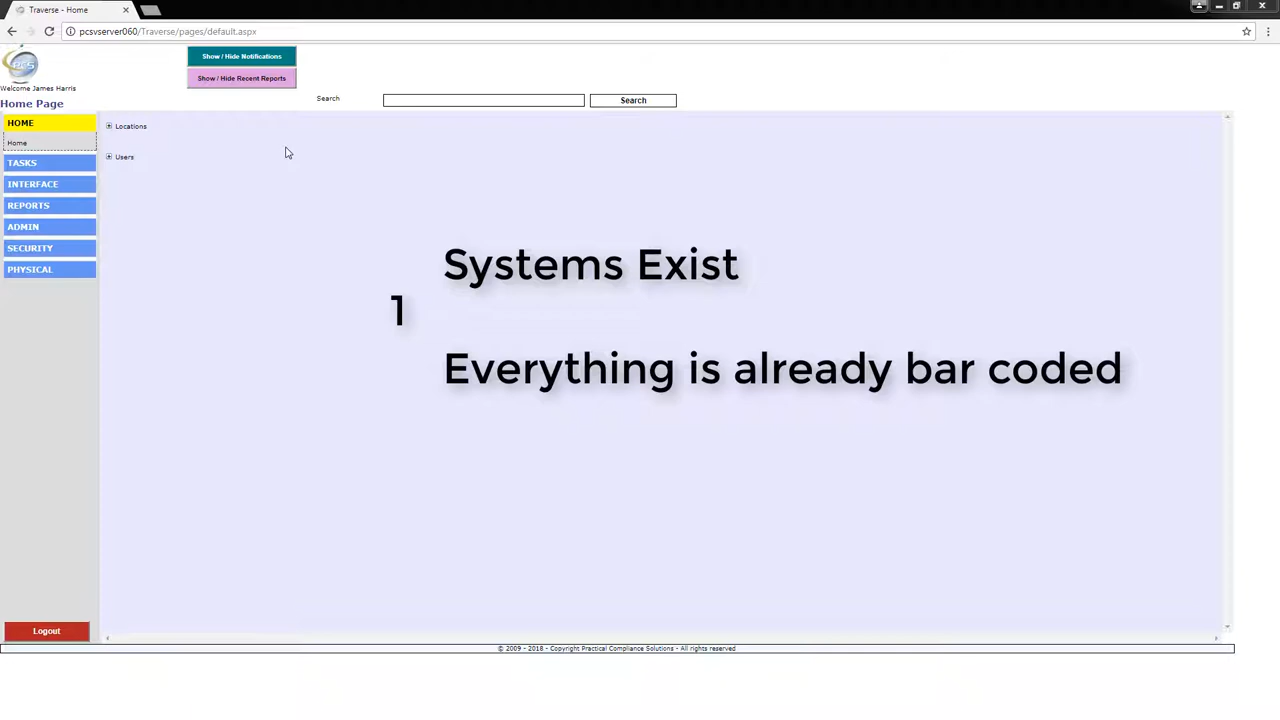 Traverse - Home
pcsvserver060/Traverse/pages/default.aspx
PCS
Show / Hide Notifications
Show / Hide Recent Reports
Welcome James Harris
Home Page
Search
Search
HOME
Home
TASKS
INTERFACE
REPORTS
ADMIN
SECURITY
PHYSICAL
Locations
Users
Systems Exist
1
Everything is already bar coded
Logout
© 2009 - 2018 - Copyright Practical Compliance Solutions - All rights reserved